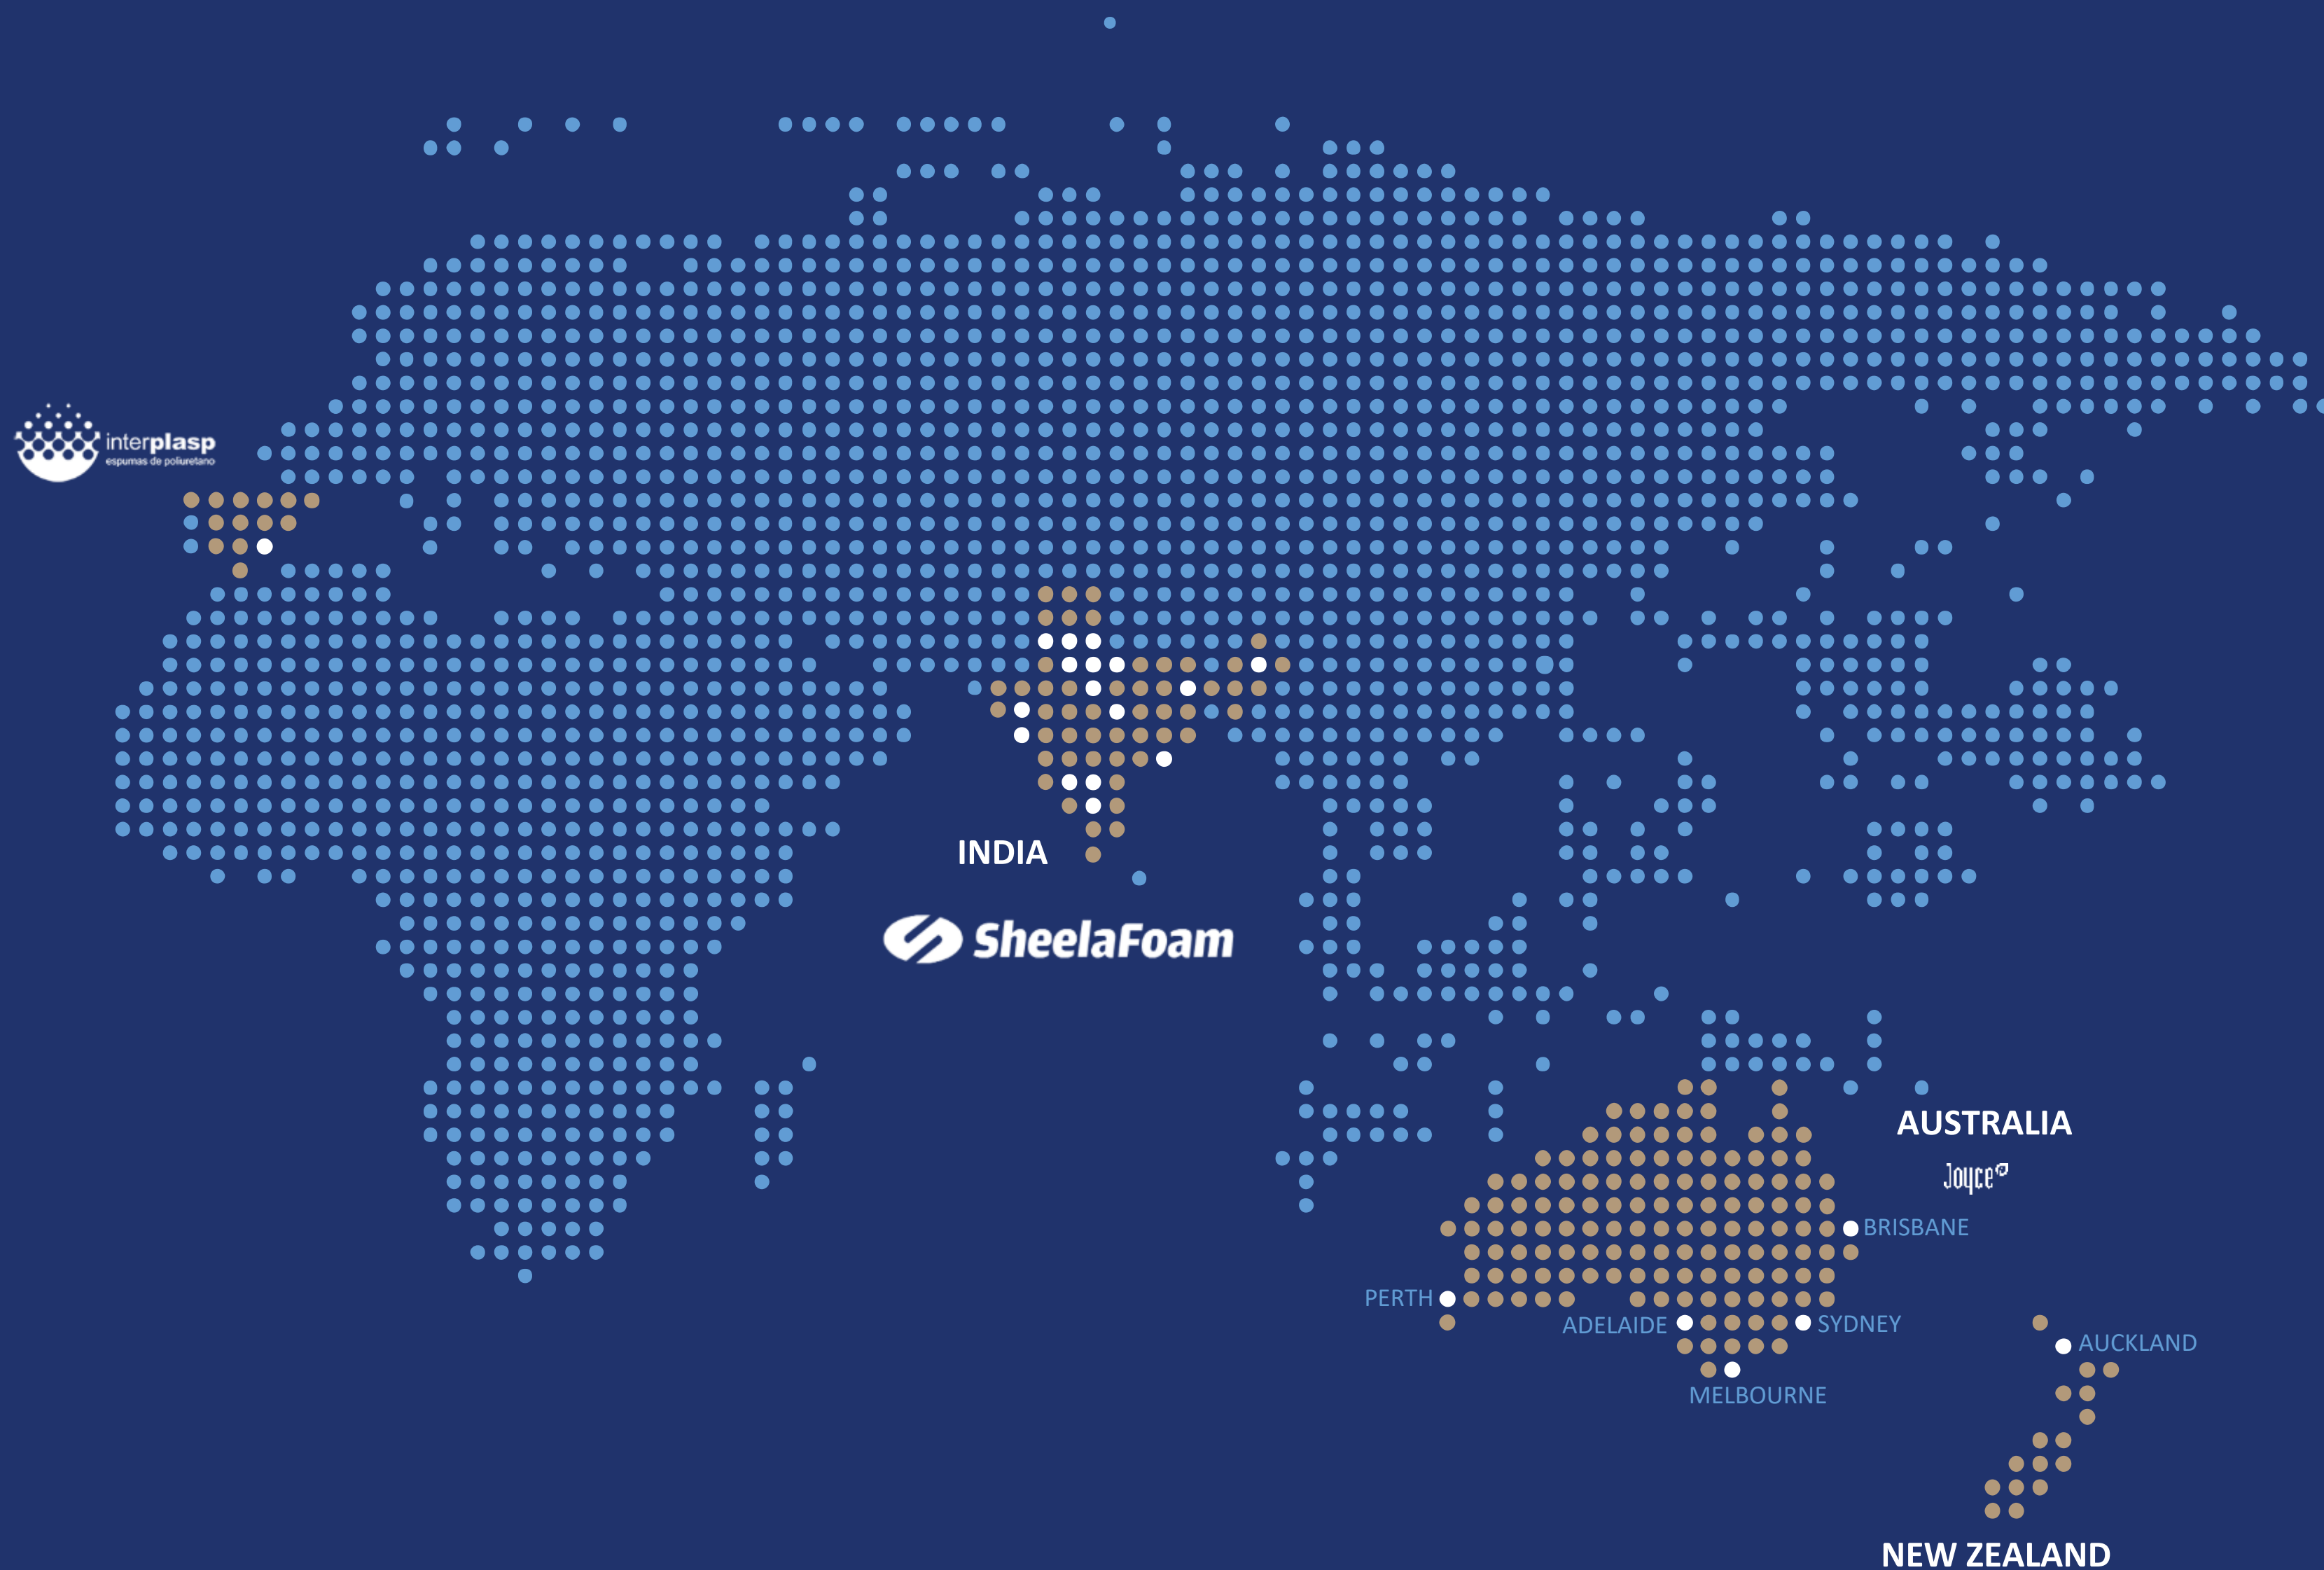 interplasp
espumas de poliuretano
INDIA
SheelaFoam
AUSTRALIA
Joyce
BRISBANE
PERTH
ADELAIDE
SYDNEY
AUCKLAND
MELBOURNE
NEW ZEALAND